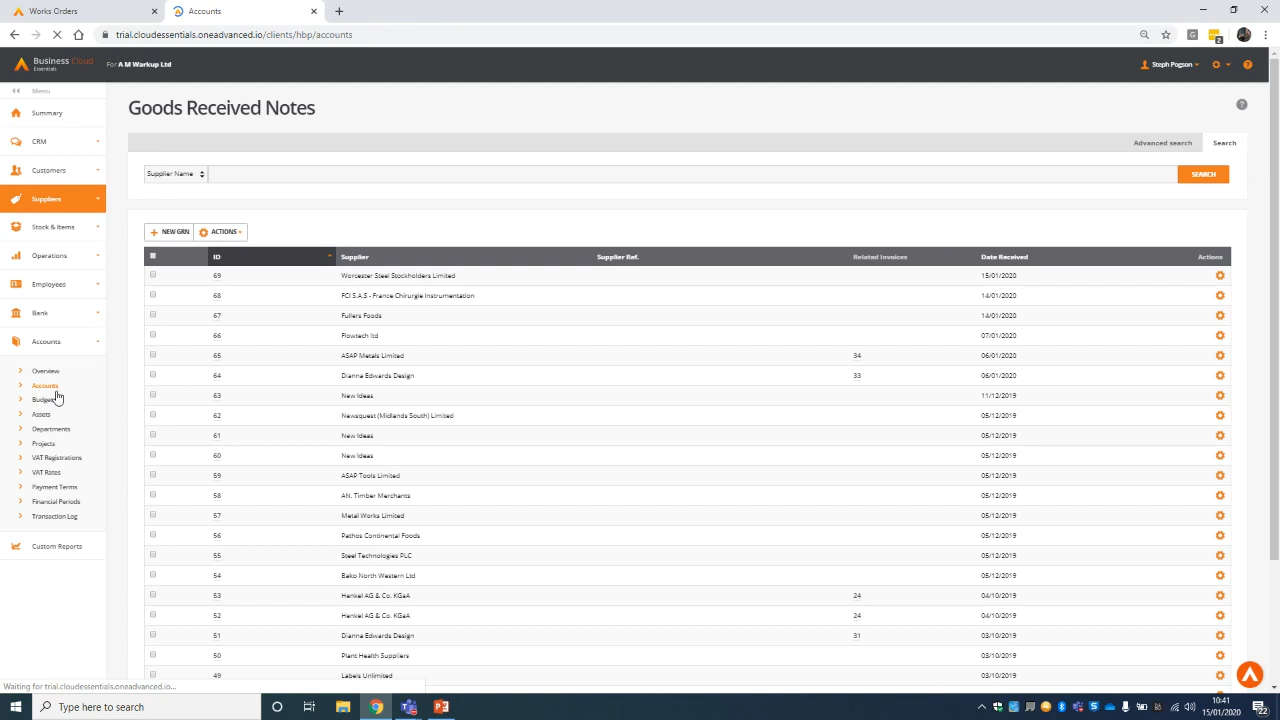 Works Orders
Accounts
trial.cloudessentials.oneadvanced.io/clients/hbp/accounts
Business Cloud
Essentials
For A M Warkup Ltd
Steph Pogson
Menu
Summary
CRM
Customers
Suppliers
Stock & Items
Operations
Employees
Bank
Accounts
Overview
Accounts
Budgets
Assets
Departments
Projects
VAT Registrations
VAT Rates
Payment Terms
Financial Periods
Transaction Log
Custom Reports
Goods Received Notes
Advanced search
Search
Supplier Name
SEARCH
NEW GRN
ACTIONS
ID Supplier Supplier Ref. Related Invoices Date Received Actions
69 Worcester Steel Stockholders Limited 15/01/2020
68 FCI S.A.S - France Chirurgie Instrumentation 14/01/2020
67 Fullers Foods 14/01/2020
66 Flowtech ltd 07/01/2020
65 ASAP Metals Limited 34 06/01/2020
64 Dianna Edwards Design 33 06/01/2020
63 New Ideas 11/12/2019
62 Newsquest (Midlands South) Limited 05/12/2019
61 New Ideas 05/12/2019
60 New Ideas 05/12/2019
59 ASAP Tools Limited 05/12/2019
58 AN. Timber Merchants 05/12/2019
57 Metal Works Limited 05/12/2019
56 Pathos Continental Foods 05/12/2019
55 Steel Technologies PLC 05/12/2019
54 Bako North Western Ltd 05/12/2019
53 Henkel AG & Co. KGaA 24 04/10/2019
52 Henkel AG & Co. KGaA 24 04/10/2019
51 Dianna Edwards Design 31 03/10/2019
50 Plant Health Suppliers 03/10/2019
49 Labels Unlimited 03/10/2019
Waiting for trial.cloudessentials.oneadvanced.io...
Type here to search
10:41
15/01/2020
22